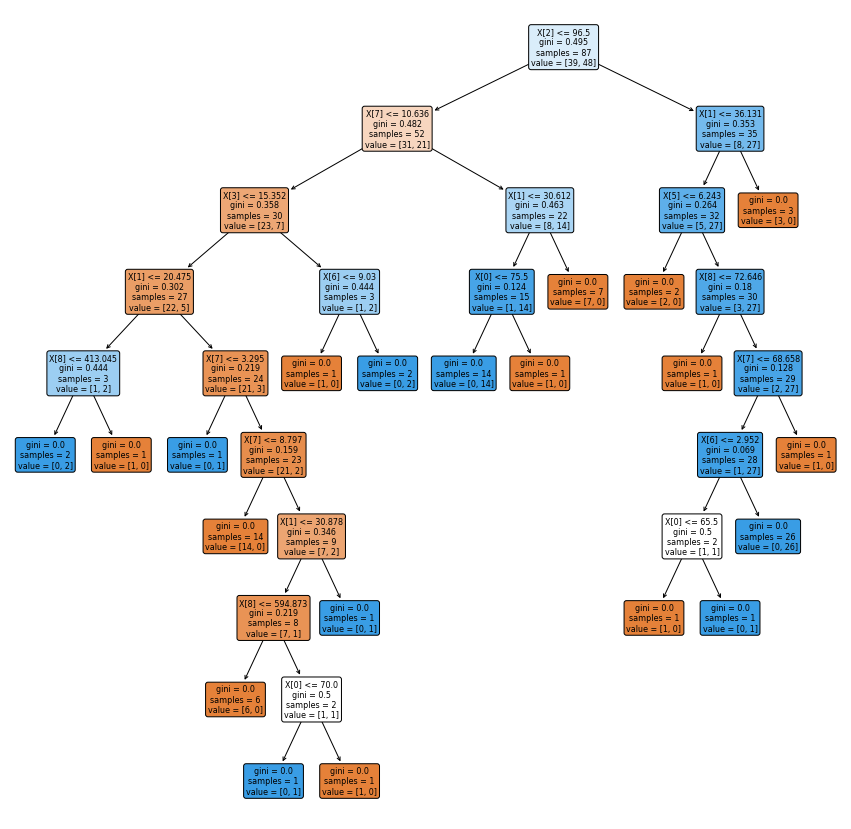 X[2] <= 96.5
gini = 0.495
samples = 87
value = [39, 48]
X[7] <= 10.636
gini = 0.482
samples = 52
value = [31, 21]
X[1] <= 36.131
gini = 0.353
samples = 35
value = [8, 27]
X[3] <= 15.352
gini = 0.358
samples = 30
value = [23, 7]
X[1] <= 30.612
gini = 0.463
samples = 22
value = [8, 14]
X[5] <= 6.243
gini = 0.264
samples = 32
value = [5, 27]
gini = 0.0
samples = 3
value = [3, 0]
X[1] <= 20.475
gini = 0.302
samples = 27
value = [22, 5]
X[6] <= 9.03
gini = 0.444
samples = 3
value = [1, 2]
X[0] <= 75.5
gini = 0.124
samples = 15
value = [1, 14]
gini = 0.0
samples = 7
value = [7, 0]
gini = 0.0
samples = 2
value = [2, 0]
X[8] <= 72.646
gini = 0.18
samples = 30
value = [3, 27]
X[8] <= 413.045
gini = 0.444
samples = 3
value = [1, 2]
X[7] <= 3.295
gini = 0.219
samples = 24
value = [21, 3]
gini = 0.0
samples = 1
value = [1, 0]
gini = 0.0
samples = 2
value = [0, 2]
gini = 0.0
samples = 14
value = [0, 14]
gini = 0.0
samples = 1
value = [1, 0]
gini = 0.0
samples = 1
value = [1, 0]
X[7] <= 68.658
gini = 0.128
samples = 29
value = [2, 27]
gini = 0.0
samples = 2
value = [0, 2]
gini = 0.0
samples = 1
value = [1, 0]
gini = 0.0
samples = 1
value = [0, 1]
X[7] <= 8.797
gini = 0.159
samples = 23
value = [21, 2]
X[6] <= 2.952
gini = 0.069
samples = 28
value = [1, 27]
gini = 0.0
samples = 1
value = [1, 0]
gini = 0.0
samples = 14
value = [14, 0]
X[1] <= 30.878
gini = 0.346
samples = 9
value = [7, 2]
X[0] <= 65.5
gini = 0.5
samples = 2
value = [1, 1]
gini = 0.0
samples = 26
value = [0, 26]
X[8] <= 594.873
gini = 0.219
samples = 8
value = [7, 1]
gini = 0.0
samples = 1
value = [0, 1]
gini = 0.0
samples = 1
value = [1, 0]
gini = 0.0
samples = 1
value = [0, 1]
gini = 0.0
samples = 6
value = [6, 0]
X[0] <= 70.0
gini = 0.5
samples = 2
value = [1, 1]
gini = 0.0
samples = 1
value = [0, 1]
gini = 0.0
samples = 1
value = [1, 0]